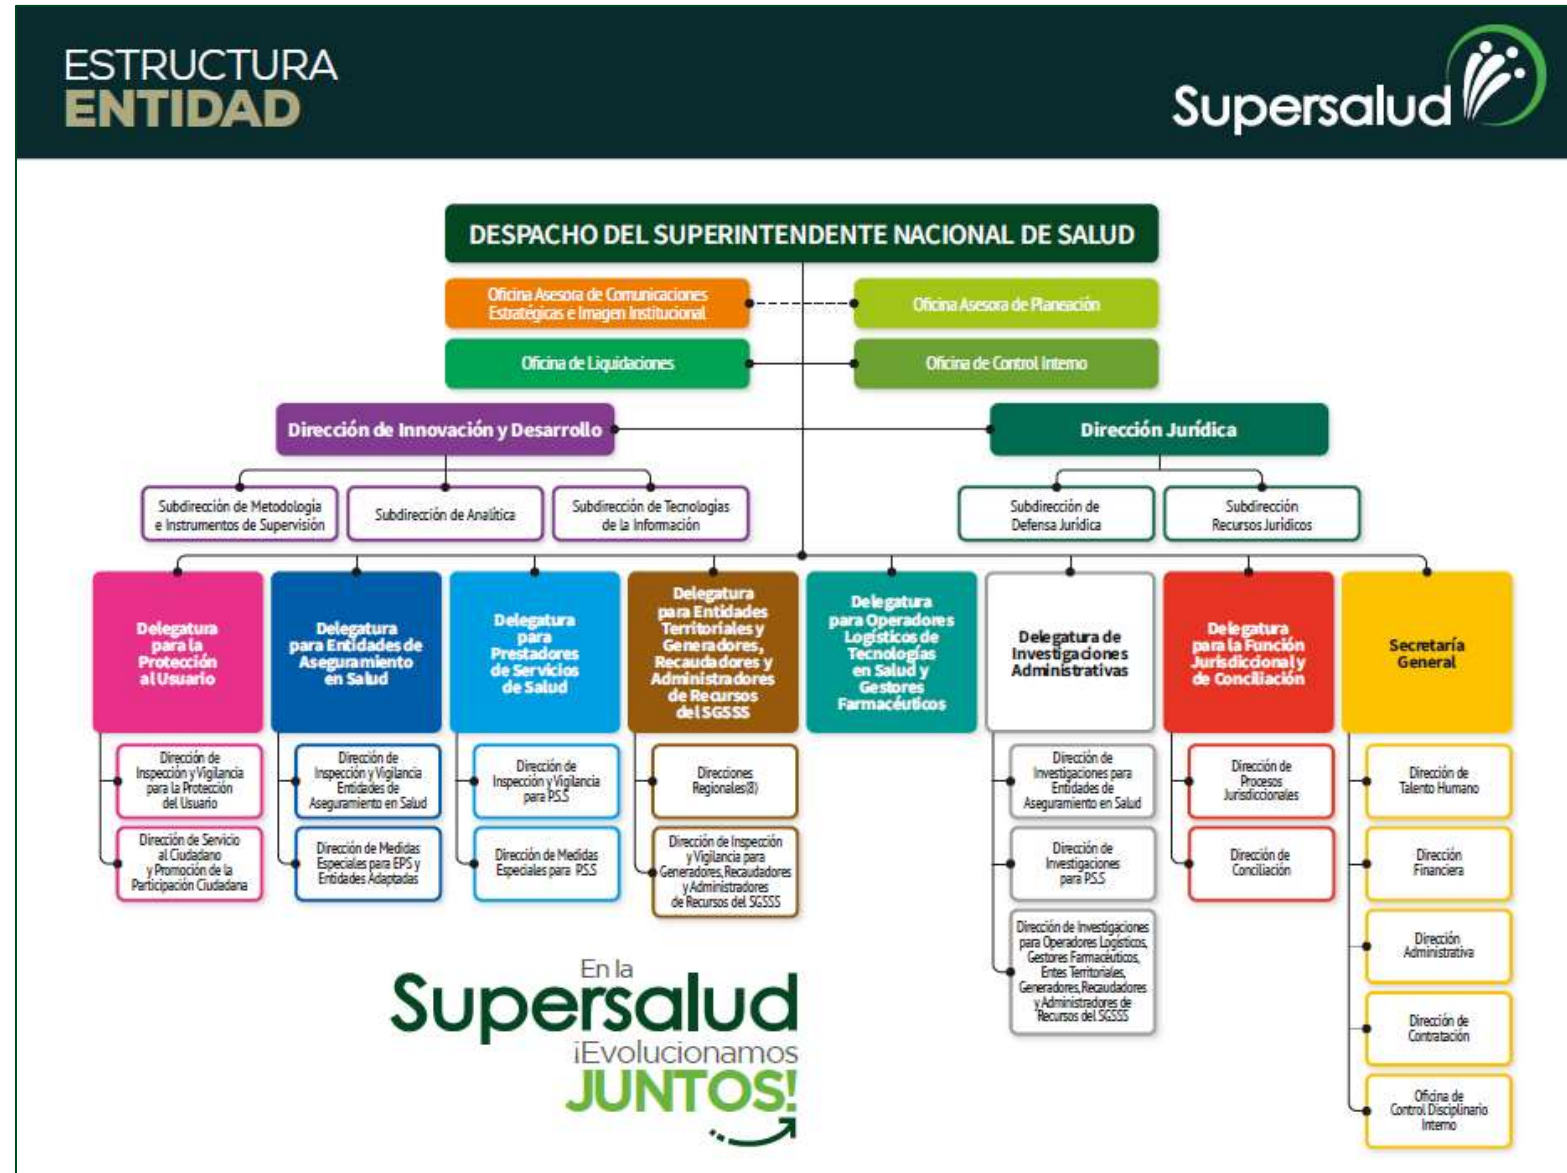 ESTRUCTURA
ENTIDAD
Supersalud
DESPACHO DEL SUPERINTENDENTE NACIONAL DE SALUD
Oficina Asesora de Comunicaciones
Estratégicas e Imagen Institucional
Oficina Asesora de Planeación
Oficina de Liquidaciones
Oficina de Control Interno
Dirección de Innovación y Desarrollo
Dirección Jurídica
Subdirección de Metodología
e Instrumentos de Supervisión
Subdirección de Analítica
Subdirección de Tecnologías
de la Información
Subdirección de
Defensa Jurídica
Subdirección
Recursos Jurídicos
Delegatura
para la
Protección
al Usuario
Delegatura
para Entidades de
Aseguramiento
en Salud
Delegatura
para
Prestadores
de Servicios
de Salud
Delegatura
para Entidades
Territoriales y
Generadores,
Recaudadores y
Administradores
de Recursos
del SGSSS
Delegatura
para Operadores
Logísticos de
Tecnologías
en Salud y
Gestores
Farmacéuticos
Delegatura de
Investigaciones
Administrativas
Delegatura
para la Función
Jurisdiccional y
de Conciliación
Secretaría
General
Dirección de
Inspección y Vigilancia
para la Protección
del Usuario
Dirección de
Inspección y Vigilancia
Entidades de
Aseguramiento en Salud
Dirección de
Inspección y Vigilancia
para P.S.S
Direcciones
Regionales(8)
Dirección de
Investigaciones para
Entidades de
Aseguramiento en Salud
Dirección de
Procesos
Jurisdiccionales
Dirección de
Talento Humano
Dirección de Servicio
al Ciudadano
y Promoción de la
Participación Ciudadana
Dirección de Medidas
Especiales para EPS y
Entidades Adaptadas
Dirección de Medidas
Especiales para P.S.S
Dirección de Inspección
y Vigilancia para
Generadores, Recaudadores
y Administradores
de Recursos del SGSSS
Dirección de
Investigaciones
para P.S.S
Dirección de
Conciliación
Dirección
Financiera
Dirección de Investigaciones
para Operadores Logísticos,
Gestores Farmacéuticos,
Entes Territoriales,
Generadores, Recaudadores
y Administradores de
Recursos del SGSSS
Dirección
Administrativa
Dirección de
Contratación
Oficina de
Control Disciplinario
Interno
En la
Supersalud
¡Evolucionamos
JUNTOS!